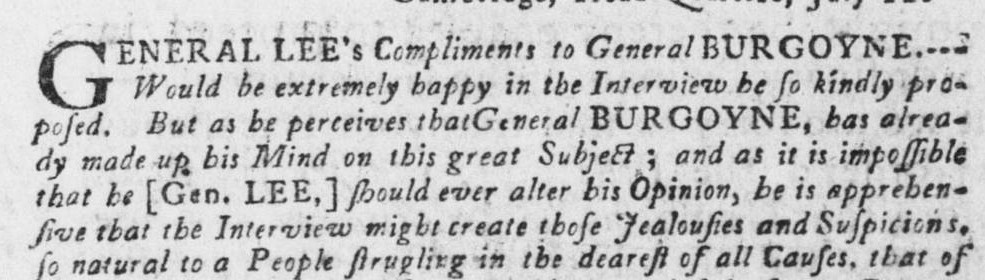 GENERAL LEE's Compliments to General BURGOYNE.---
Would be extremely happy in the Interview he ſo kindly pro-
poſed. But as he perceives that General BURGOYNE, has alrea-
dy made up his Mind on this great Subject; and as it is impoſſible
that he [Gen. LEE,] ſhould ever alter his Opinion, he is apprehen-
ſive that the Interview might create thoſe Jealouſies and Suſpicions,
ſo natural to a People ſtrugling in the deareſt of all Cauſes, that of